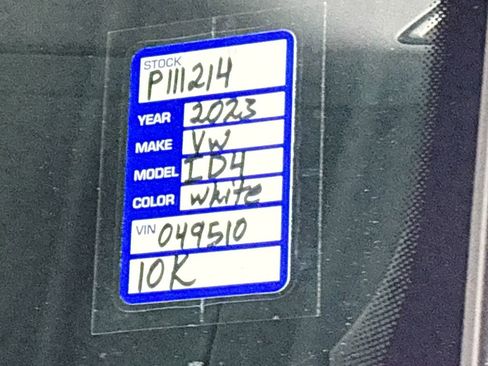 STOCK
P111214
YEAR 2023
MAKE VW
MODEL ID4
COLOR White
VIN 049510
10K